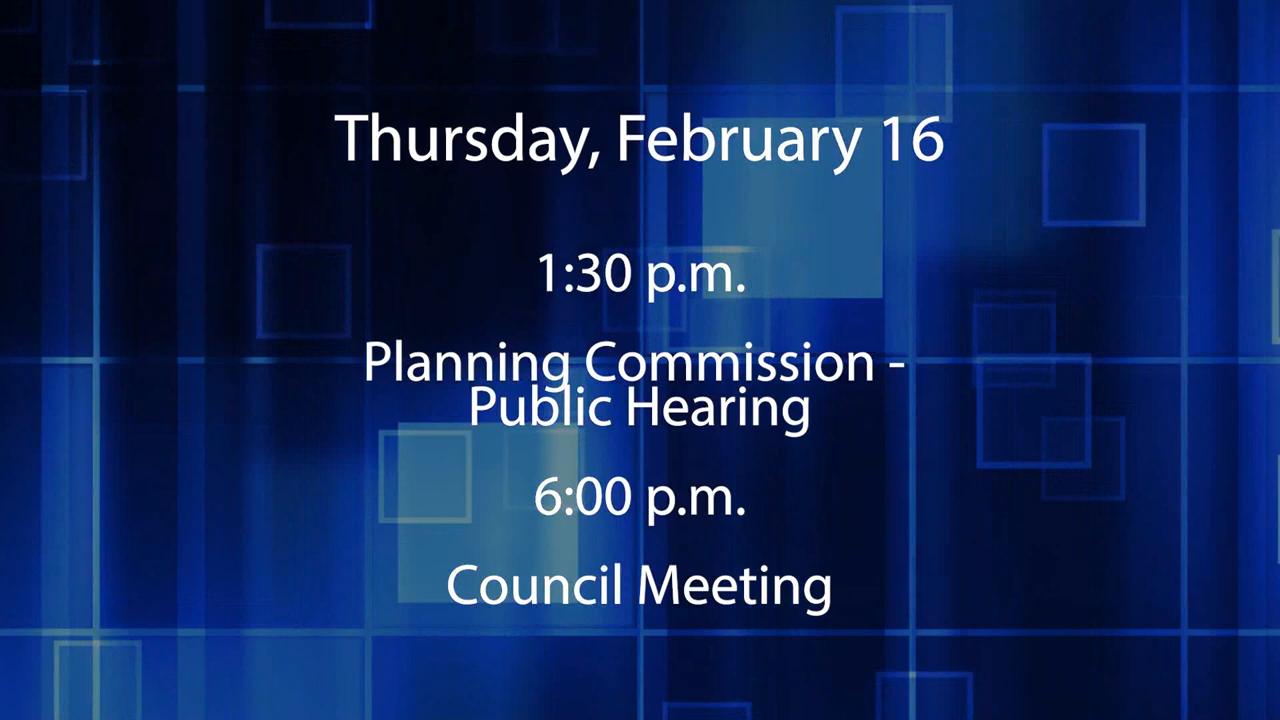 Thursday, February 16
1:30 p.m.
Planning Commission -
Public Hearing
6:00 p.m.
Council Meeting